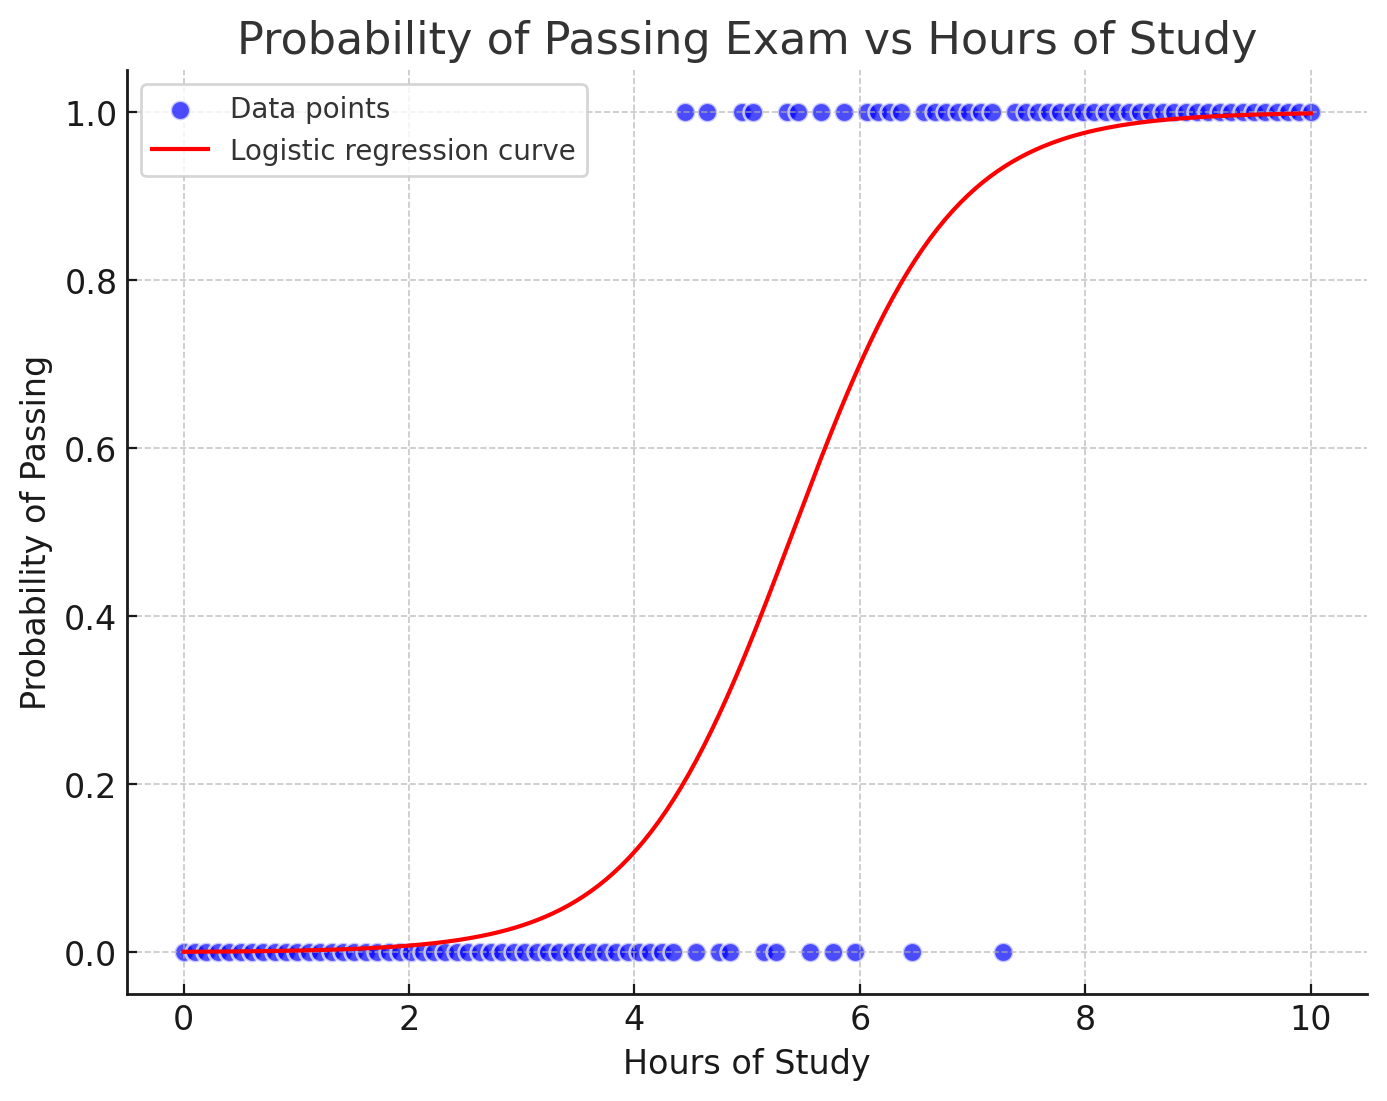 Probability of Passing Exam vs Hours of Study
Data points
Logistic regression curve
Probability of Passing
1.0
0.8
0.6
0.4
0.2
0.0
0 2 4 6 8 10
Hours of Study